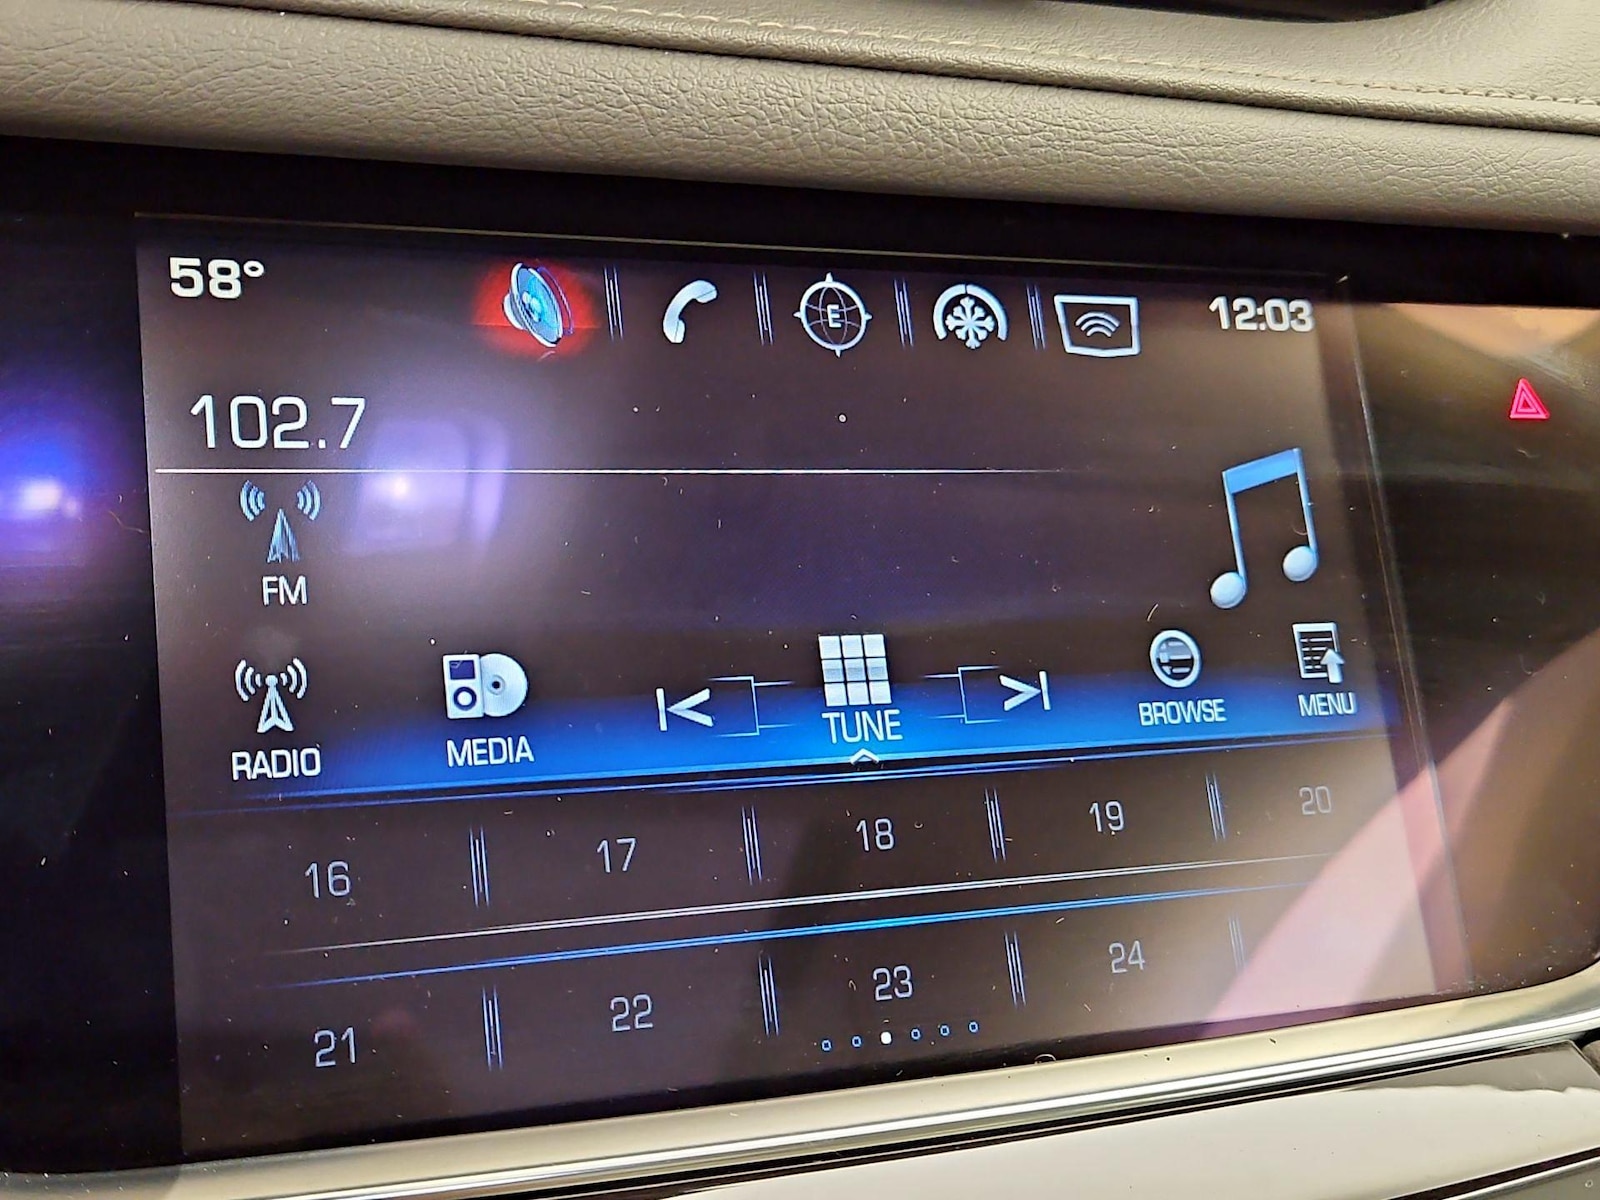 58° 12:03
E
102.7
FM
RADIO MEDIA TUNE BROWSE MENU
16 17 18 19 20
21 22 23 24